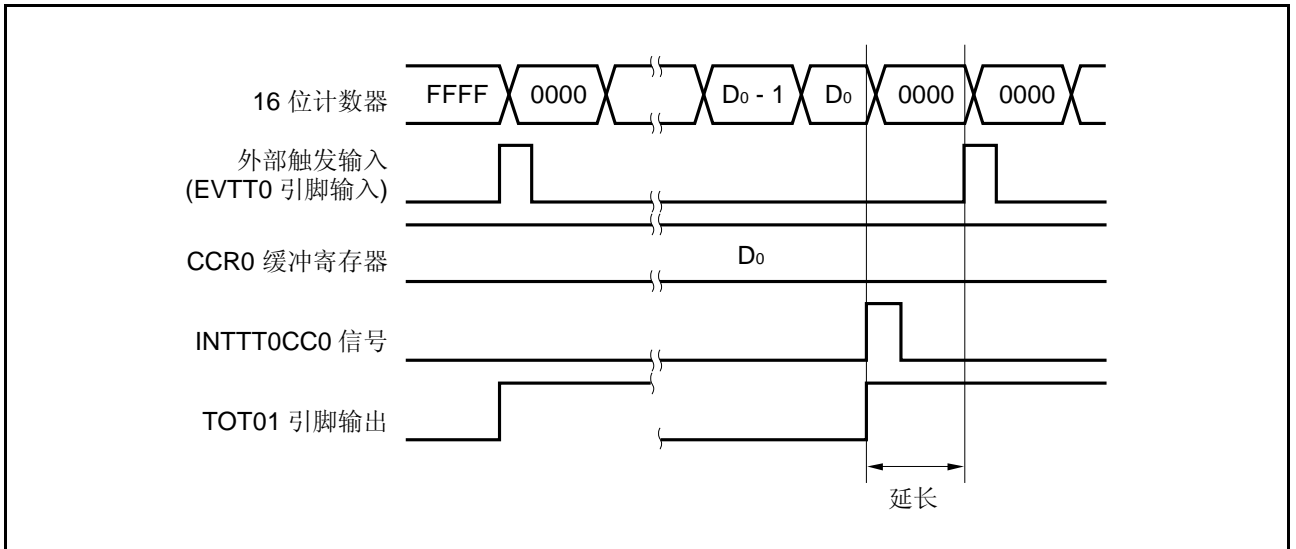 16 位计数器 FFFF 0000 D0 - 1 D0 0000 0000
外部触发输入
(EVTT0 引脚输入)
CCR0 缓冲寄存器 D0
INTTT0CC0 信号
TOT01 引脚输出
延长